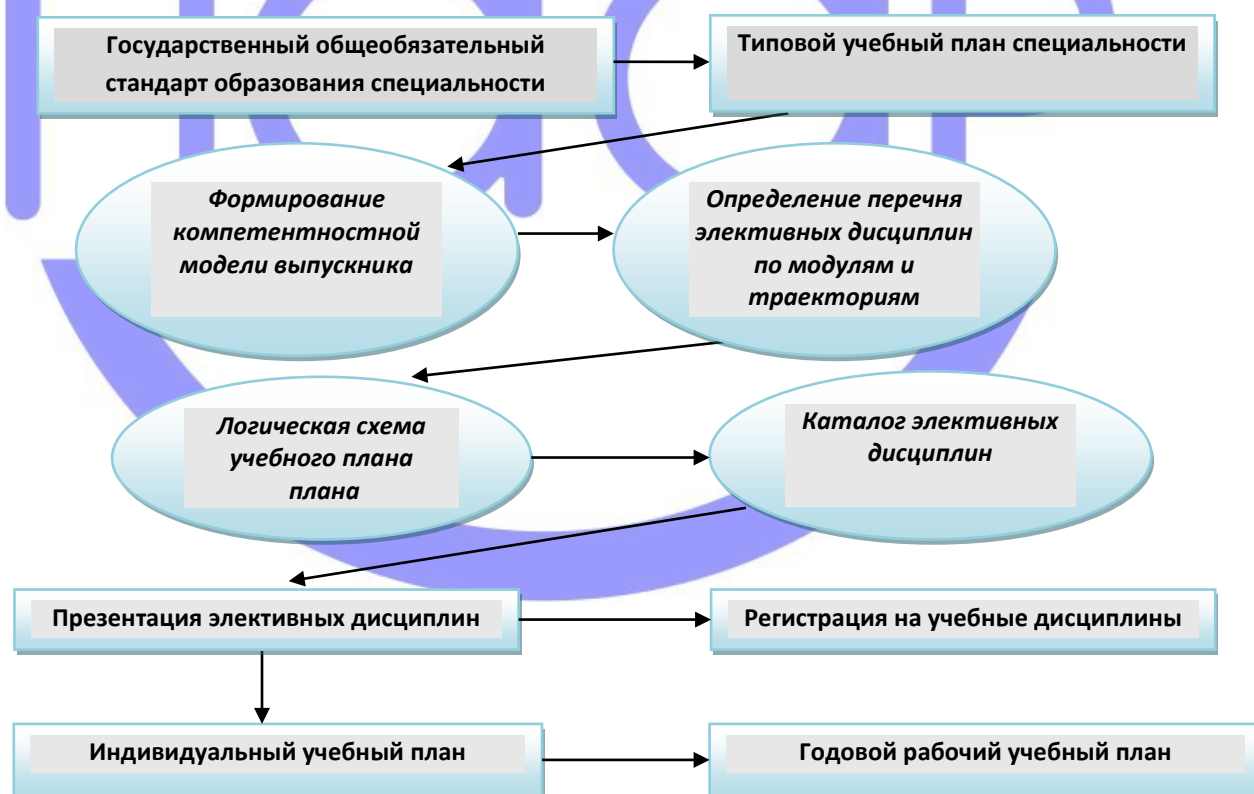 Государственный общеобязательный
стандарт образования специальности
Типовой учебный план специальности
Формирование
компетентностной
модели выпускника
Определение перечня
элективных дисциплин
по модулям и
траекториям
Логическая схема
учебного плана
плана
Каталог элективных
дисциплин
Презентация элективных дисциплин
Регистрация на учебные дисциплины
Индивидуальный учебный план
Годовой рабочий учебный план